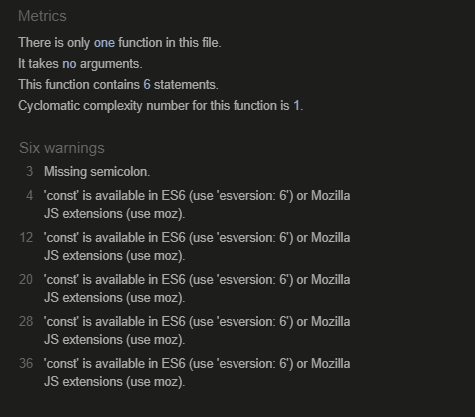 Metrics
There is only one function in this file.
It takes no arguments.
This function contains 6 statements.
Cyclomatic complexity number for this function is 1.
Six warnings
3 Missing semicolon.
4 'const' is available in ES6 (use 'esversion: 6') or Mozilla
JS extensions (use moz).
12 'const' is available in ES6 (use 'esversion: 6') or Mozilla
JS extensions (use moz).
20 'const' is available in ES6 (use 'esversion: 6') or Mozilla
JS extensions (use moz).
28 'const' is available in ES6 (use 'esversion: 6') or Mozilla
JS extensions (use moz).
36 'const' is available in ES6 (use 'esversion: 6') or Mozilla
JS extensions (use moz).